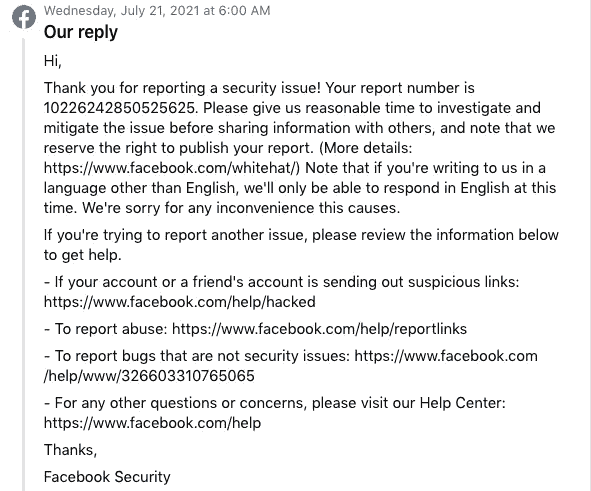 Wednesday, July 21, 2021 at 6:00 AM
Our reply
Hi,
Thank you for reporting a security issue! Your report number is
10226242850525625. Please give us reasonable time to investigate and
mitigate the issue before sharing information with others, and note that we
reserve the right to publish your report. (More details:
https://www.facebook.com/whitehat/) Note that if you're writing to us in a
language other than English, we'll only be able to respond in English at this
time. We're sorry for any inconvenience this causes.
If you're trying to report another issue, please review the information below
to get help.
- If your account or a friend's account is sending out suspicious links:
https://www.facebook.com/help/hacked
- To report abuse: https://www.facebook.com/help/reportlinks
- To report bugs that are not security issues: https://www.facebook.com
/help/www/326603310765065
- For any other questions or concerns, please visit our Help Center:
https://www.facebook.com/help
Thanks,
Facebook Security